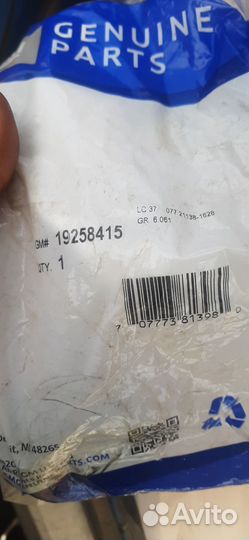 GENUINE
PARTS
LC 37 077 21138-1628
GR. 6.061
GM# 19258415
QTY. 1
7 07773 81398 0
it, MI 48265
Avito